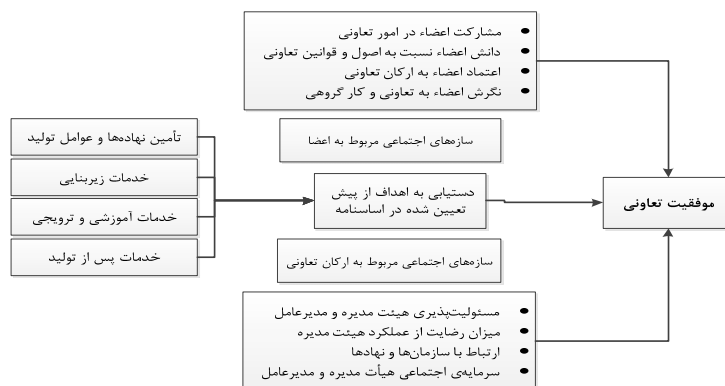 مشارکت اعضاء در امور تعاونی
دانش اعضاء نسبت به اصول و قوانین تعاونی
اعتماد اعضاء به ارکان تعاونی
نگرش اعضاء به تعاونی و کار گروهی
سازه‌های اجتماعی مربوط به اعضا
تأمین نهاده‌ها و عوامل تولید
خدمات زیربنایی
خدمات آموزشی و ترویجی
خدمات پس از تولید
دستیابی به اهداف از پیش
تعیین شده در اساسنامه
موفقیت تعاونی
سازه‌های اجتماعی مربوط به ارکان تعاونی
مسئولیت‌پذیری هیئت مدیره و مدیرعامل
میزان رضایت از عملکرد هیئت مدیره
ارتباط با سازمان‌ها و نهادها
سرمایه‌ی اجتماعی هیأت مدیره و مدیرعامل